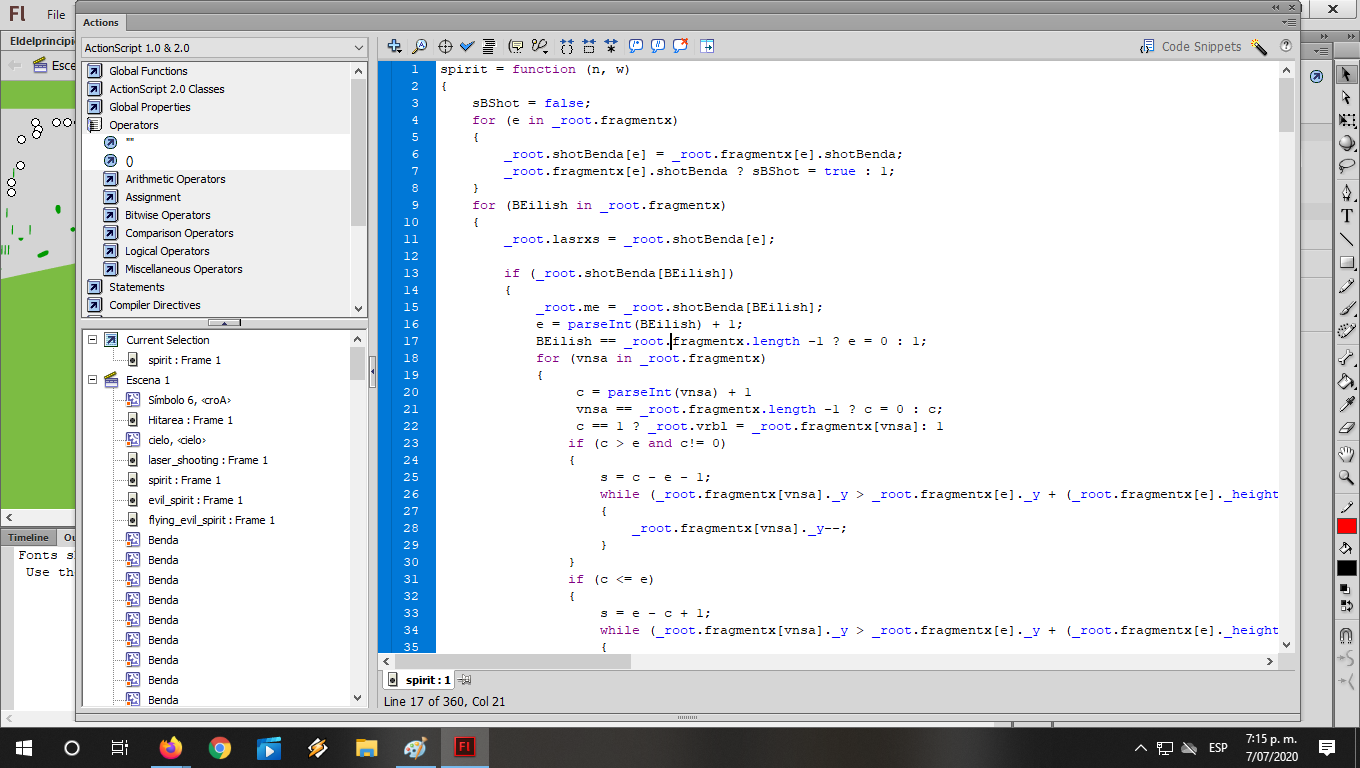 Fl File
Actions
Eldelprincipi
Esce
ActionScript 1.0 & 2.0
Global Functions
ActionScript 2.0 Classes
Global Properties
Operators
""
()
Arithmetic Operators
Assignment
Bitwise Operators
Comparison Operators
Logical Operators
Miscellaneous Operators
Statements
Compiler Directives
Current Selection
spirit : Frame 1
Escena 1
Símbolo 6, <croA>
Hitarea : Frame 1
cielo, <cielo>
laser_shooting : Frame 1
spirit : Frame 1
evil_spirit : Frame 1
flying_evil_spirit : Frame 1
Benda
Benda
Benda
Benda
Benda
Benda
Benda
Benda
Benda
Timeline Ou
Fonts s
Use th
Code Snippets
1 spirit = function (n, w)
2 {
3 sBShot = false;
4 for (e in _root.fragmentx)
5 {
6 _root.shotBenda[e] = _root.fragmentx[e].shotBenda;
7 _root.fragmentx[e].shotBenda ? sBShot = true : 1;
8 }
9 for (BEilish in _root.fragmentx)
10 {
11 _root.lasrxs = _root.shotBenda[e];
12
13 if (_root.shotBenda[BEilish])
14 {
15 _root.me = _root.shotBenda[BEilish];
16 e = parseInt(BEilish) + 1;
17 BEilish == _root.fragmentx.length -1 ? e = 0 : 1;
18 for (vnsa in _root.fragmentx)
19 {
20 c = parseInt(vnsa) + 1
21 vnsa == _root.fragmentx.length -1 ? c = 0 : c;
22 c == 1 ? _root.vrbl = _root.fragmentx[vnsa]: 1
23 if (c > e and c!= 0)
24 {
25 s = c - e - 1;
26 while (_root.fragmentx[vnsa]._y > _root.fragmentx[e]._y + (_root.fragmentx[e]._height
27 {
28 _root.fragmentx[vnsa]._y--;
29 }
30 }
31 if (c <= e)
32 {
33 s = e - c + 1;
34 while (_root.fragmentx[vnsa]._y > _root.fragmentx[e]._y + (_root.fragmentx[e]._height
35 {
spirit : 1
Line 17 of 360, Col 21
Fl
ESP
7:15 p. m.
7/07/2020